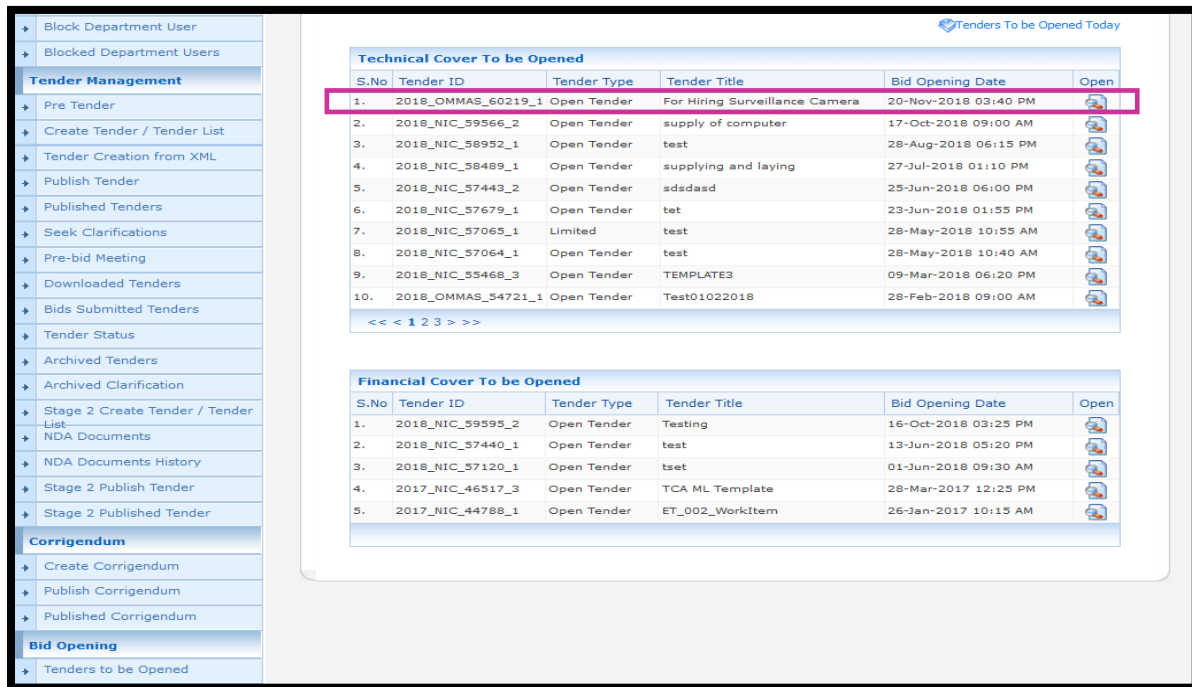 Block Department User
Blocked Department Users
Tender Management
Pre Tender
Create Tender / Tender List
Tender Creation from XML
Publish Tender
Published Tenders
Seek Clarifications
Pre-bid Meeting
Downloaded Tenders
Bids Submitted Tenders
Tender Status
Archived Tenders
Archived Clarification
Stage 2 Create Tender / Tender
List
NDA Documents
NDA Documents History
Stage 2 Publish Tender
Stage 2 Published Tender
Corrigendum
Create Corrigendum
Publish Corrigendum
Published Corrigendum
Bid Opening
Tenders to be Opened
Tenders To be Opened Today
Technical Cover To be Opened
S.No Tender ID Tender Type Tender Title Bid Opening Date Open
1. 2018_OMMAS_60219_1 Open Tender For Hiring Surveillance Camera 20-Nov-2018 03:40 PM
2. 2018_NIC_59566_2 Open Tender supply of computer 17-Oct-2018 09:00 AM
3. 2018_NIC_58952_1 Open Tender test 28-Aug-2018 06:15 PM
4. 2018_NIC_58489_1 Open Tender supplying and laying 27-Jul-2018 01:10 PM
5. 2018_NIC_57443_2 Open Tender sdsdasd 25-Jun-2018 06:00 PM
6. 2018_NIC_57679_1 Open Tender tet 23-Jun-2018 01:55 PM
7. 2018_NIC_57065_1 Limited test 28-May-2018 10:55 AM
8. 2018_NIC_57064_1 Open Tender test 28-May-2018 10:40 AM
9. 2018_NIC_55468_3 Open Tender TEMPLATE3 09-Mar-2018 06:20 PM
10. 2018_OMMAS_54721_1 Open Tender Test01022018 28-Feb-2018 09:00 AM
<< < 1 2 3 > >>
Financial Cover To be Opened
S.No Tender ID Tender Type Tender Title Bid Opening Date Open
1. 2018_NIC_59595_2 Open Tender Testing 16-Oct-2018 03:25 PM
2. 2018_NIC_57440_1 Open Tender test 13-Jun-2018 05:20 PM
3. 2018_NIC_57120_1 Open Tender tset 01-Jun-2018 09:30 AM
4. 2017_NIC_46517_3 Open Tender TCA ML Template 28-Mar-2017 12:25 PM
5. 2017_NIC_44788_1 Open Tender ET_002_WorkItem 26-Jan-2017 10:15 AM